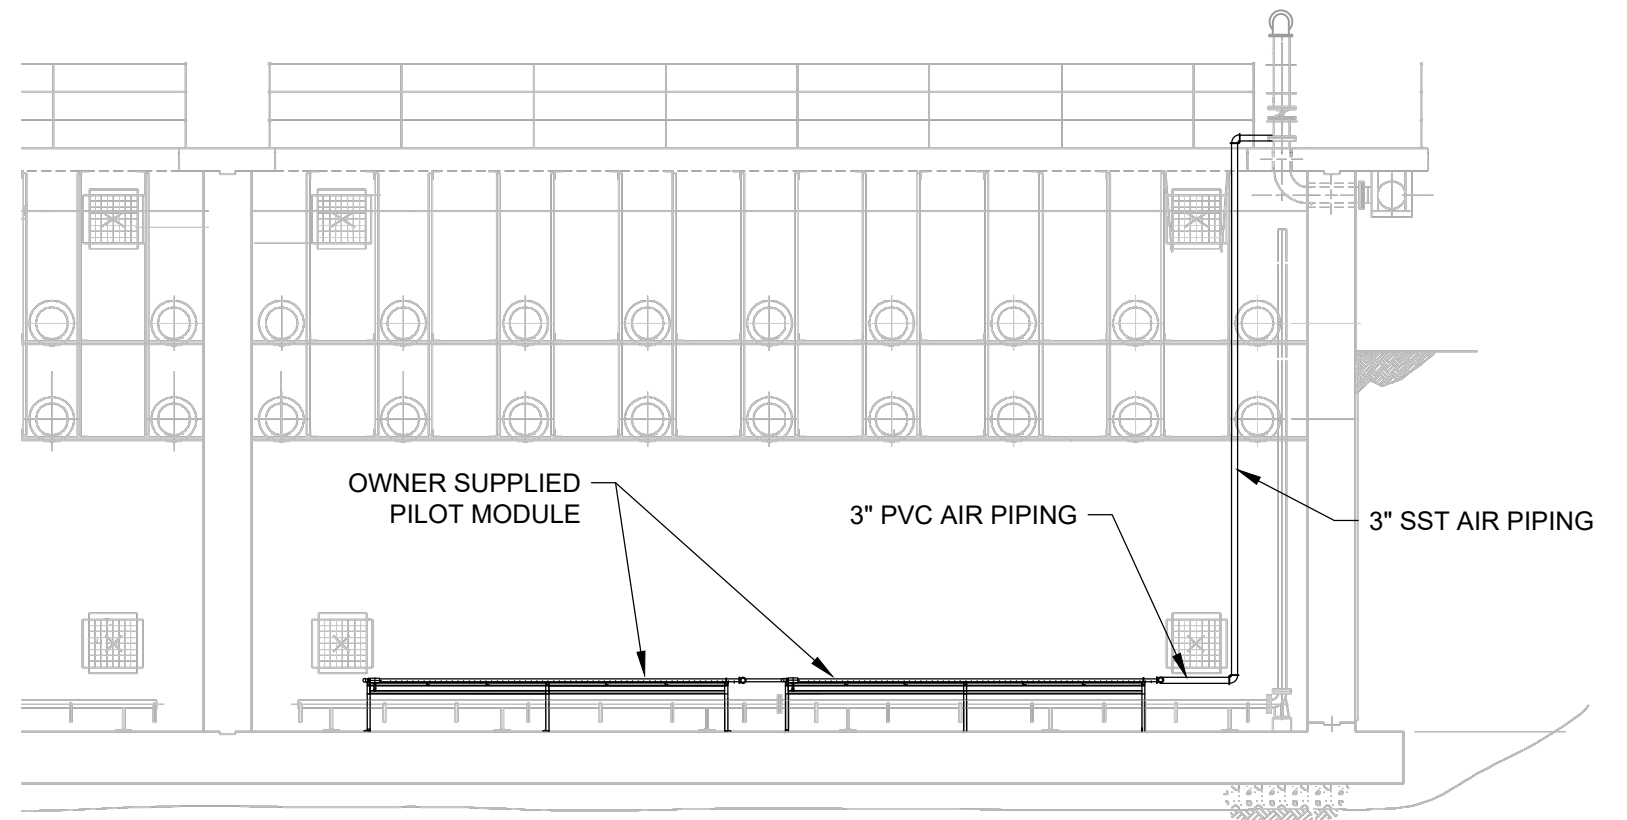 OWNER SUPPLIED
PILOT MODULE
3" PVC AIR PIPING
3" SST AIR PIPING